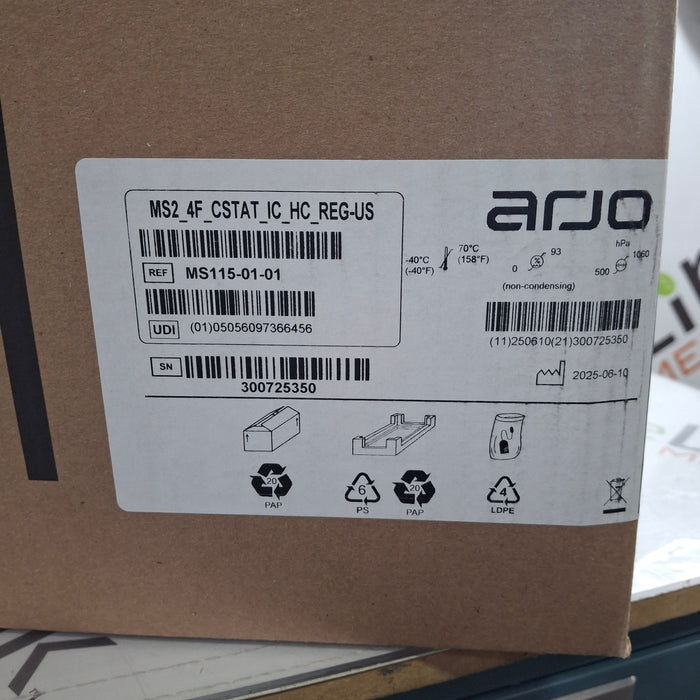 MS2_4F_CSTAT_IC_HC_REG-US
REF MS115-01-01
UDI (01)05056097366456
SN
300725350
arjo
-40°C
(-40°F)
70°C
(158°F)
0 % 93
(non-condensing)
hPa
500 1060
(11)250610(21)300725350
2025-06-10
20
PAP
6
PS
20
PAP
4
LDPE